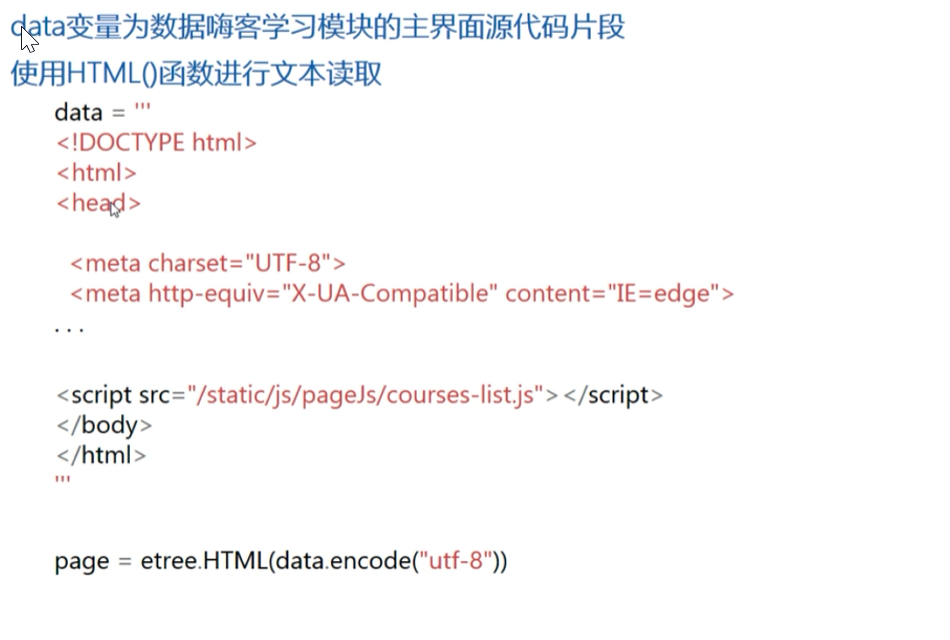 data变量为数据嗨客学习模块的主界面源代码片段
使用HTML()函数进行文本读取
data = '''
<!DOCTYPE html>
<html>
<head>
<meta charset="UTF-8">
<meta http-equiv="X-UA-Compatible" content="IE=edge">
. . .
<script src="/static/js/pageJs/courses-list.js"></script>
</body>
</html>
'''
page = etree.HTML(data.encode("utf-8"))